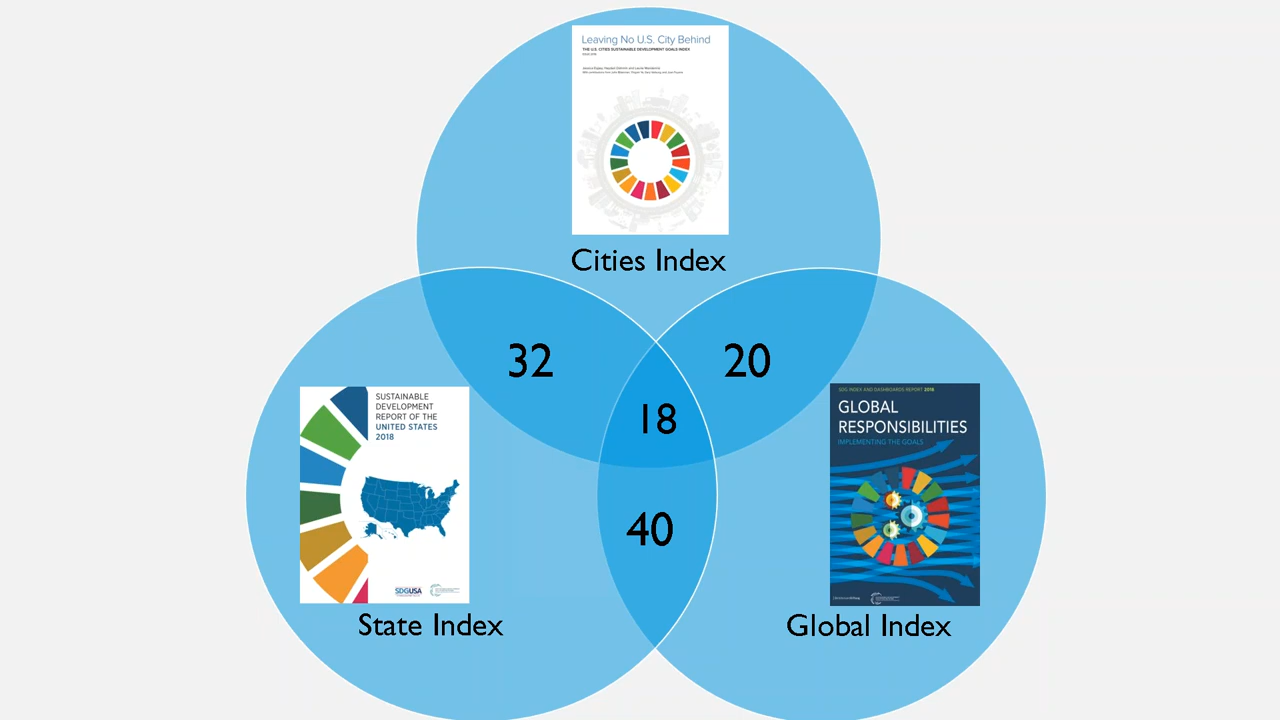 Leaving No U.S. City Behind
THE U.S. CITIES SUSTAINABLE DEVELOPMENT GOALS INDEX
Cities Index
32
20
18
40
SUSTAINABLE
DEVELOPMENT
REPORT OF THE
UNITED STATES
2018
SDGUSA
State Index
SDG INDEX AND DASHBOARDS REPORT 2018
GLOBAL
RESPONSIBILITIES
IMPLEMENTING THE GOALS
Global Index